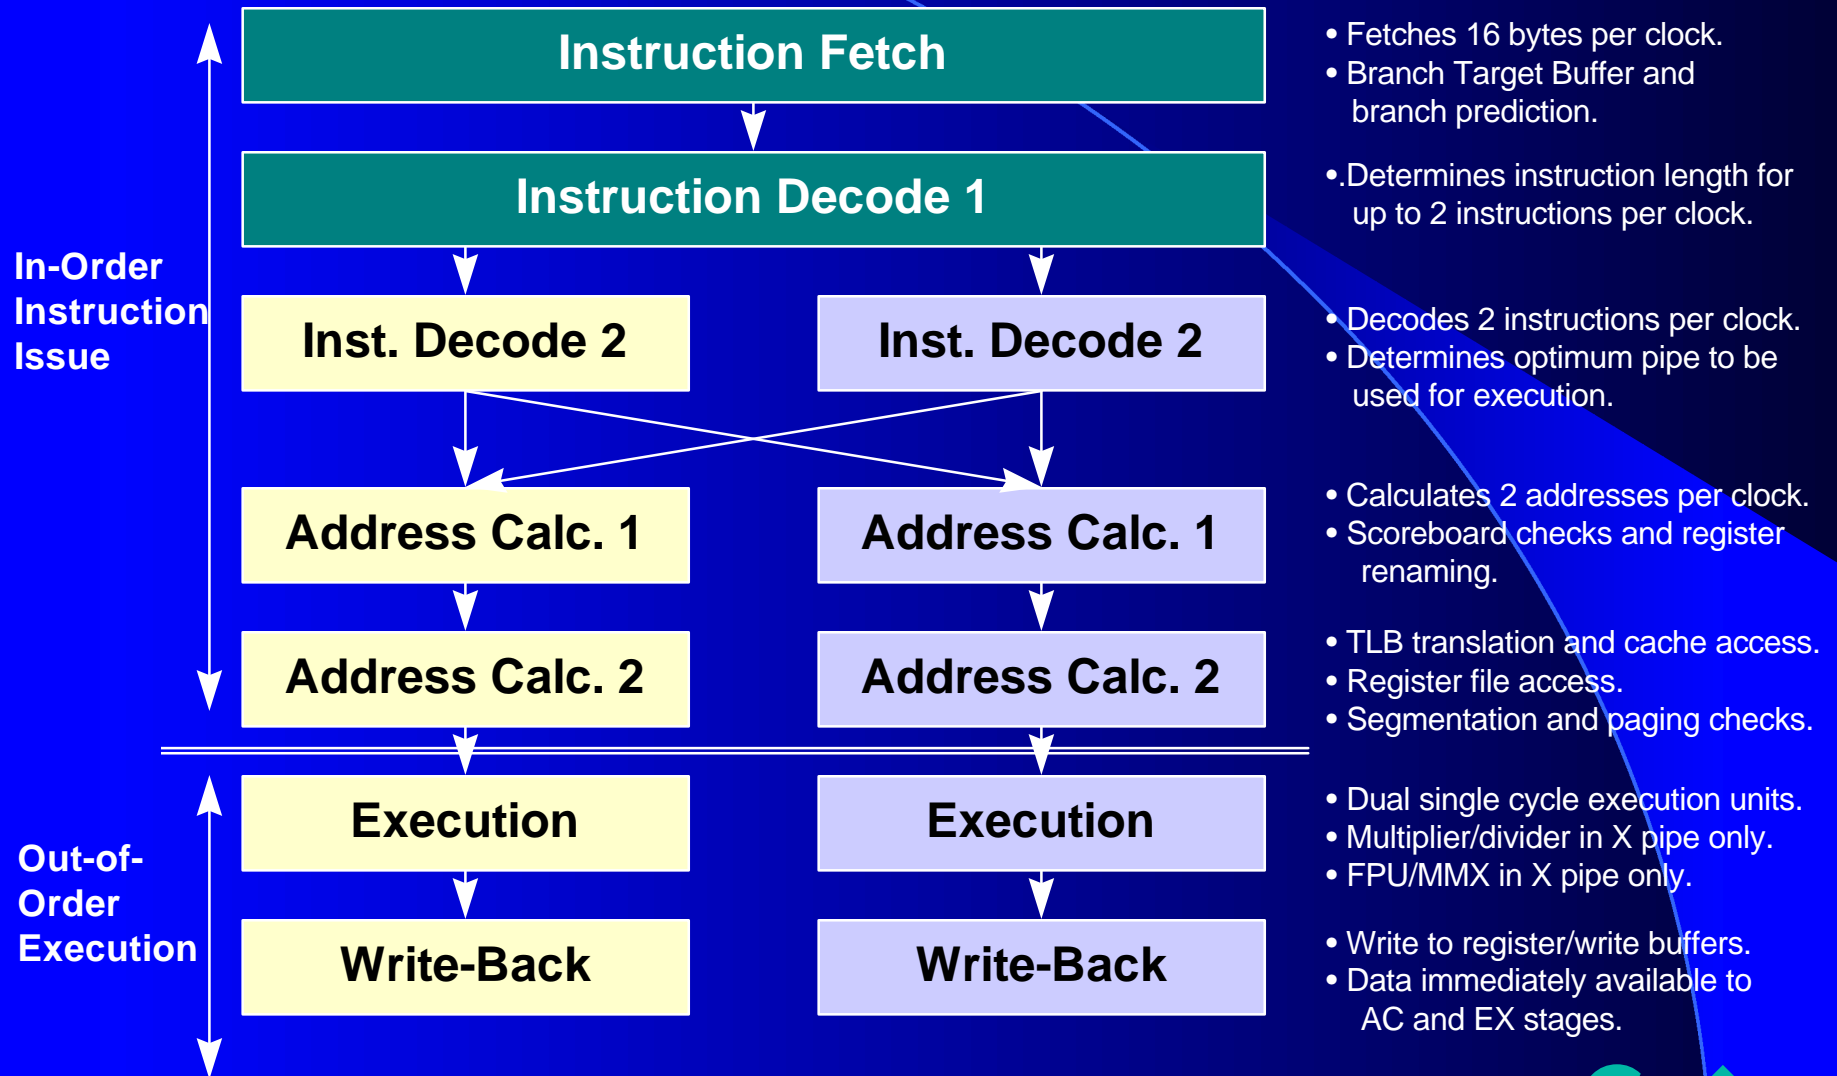 Instruction Fetch
• Fetches 16 bytes per clock.
• Branch Target Buffer and
branch prediction.
Instruction Decode 1
•.Determines instruction length for
up to 2 instructions per clock.
In-Order
Instruction
Issue
Inst. Decode 2
Inst. Decode 2
• Decodes 2 instructions per clock.
• Determines optimum pipe to be
used for execution.
Address Calc. 1
Address Calc. 1
• Calculates 2 addresses per clock.
• Scoreboard checks and register
renaming.
Address Calc. 2
Address Calc. 2
• TLB translation and cache access.
• Register file access.
• Segmentation and paging checks.
Out-of-
Order
Execution
Execution
Execution
• Dual single cycle execution units.
• Multiplier/divider in X pipe only.
• FPU/MMX in X pipe only.
Write-Back
Write-Back
• Write to register/write buffers.
• Data immediately available to
AC and EX stages.